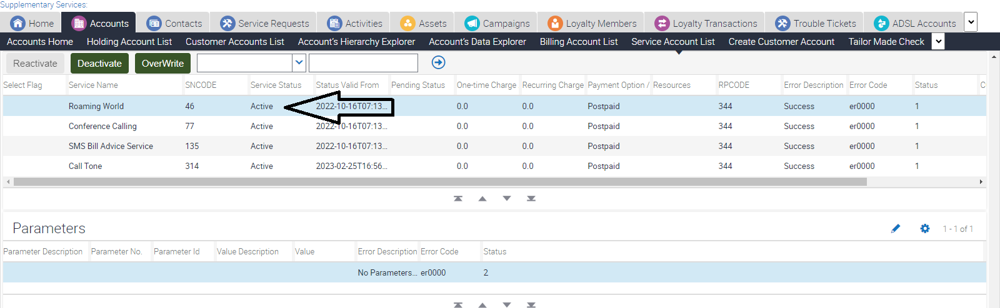 Supplementary Services:
Home Accounts Contacts Service Requests Activities Assets Campaigns Loyalty Members Loyalty Transactions Trouble Tickets ADSL Accounts
Accounts Home Holding Account List Customer Accounts List Account's Hierarchy Explorer Account's Data Explorer Billing Account List Service Account List Create Customer Account Tailor Made Check
Reactivate Deactivate OverWrite
Select Flag Service Name SNCODE Service Status Status Valid From Pending Status One-time Charge Recurring Charge Payment Option / Resources RPCODE Error Description Error Code Status C
Roaming World 46 Active 2022-10-16T07:13... 0.0 0.0 Postpaid 344 Success er0000 1
Conference Calling 77 Active 2022-10-16T07:13... 0.0 0.0 Postpaid 344 Success er0000 1
SMS Bill Advice Service 135 Active 2022-10-16T07:13... 0.0 0.0 Postpaid 344 Success er0000 1
Call Tone 314 Active 2023-02-25T16:56... 0.0 0.0 Postpaid 344 Success er0000 1
Parameters 1 - 1 of 1
Parameter Description Parameter No. Parameter Id Value Description Value Error Description Error Code Status
No Parameters... er0000 2